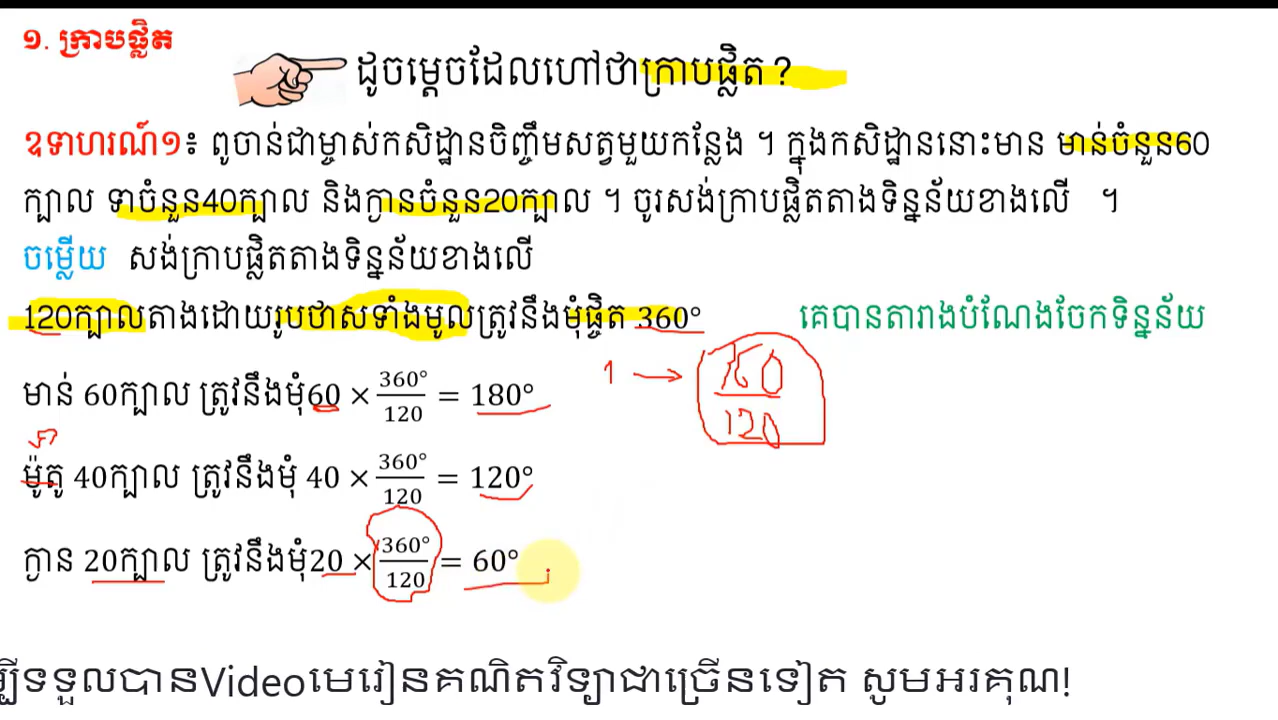 ១. ក្រាបផ្លិត
ដូចម្តេចដែលហៅថាក្រាបផ្លិត ?
ឧទាហរណ៍១៖ ពូចាន់ជាម្ចាស់កសិដ្ឋានចិញ្ចឹមសត្វមួយកន្លែង ។ ក្នុងកសិដ្ឋាននោះមាន មាន់ចំនួន60
ក្បាល ទាចំនួន40ក្បាល និងក្ងានចំនួន20ក្បាល ។ ចូរសង់ក្រាបផ្លិតតាងទិន្នន័យខាងលើ ។
ចម្លើយ សង់ក្រាបផ្លិតតាងទិន្នន័យខាងលើ
120ក្បាលតាងដោយរូបថាសទាំងមូលត្រូវនឹងមុំផ្ចិត 360° គេបានតារាងបំណែងចែកទិន្នន័យ
1 → 360/120
មាន់ 60ក្បាល ត្រូវនឹងមុំ60 × 360°/120 = 180°
ទា
ម៉ូតូ 40ក្បាល ត្រូវនឹងមុំ 40 × 360°/120 = 120°
ក្ងាន 20ក្បាល ត្រូវនឹងមុំ20 × 360°/120 = 60°
ម្បីទទួលបានVideoមេរៀនគណិតវិទ្យាជាច្រើនទៀត សូមអរគុណ!